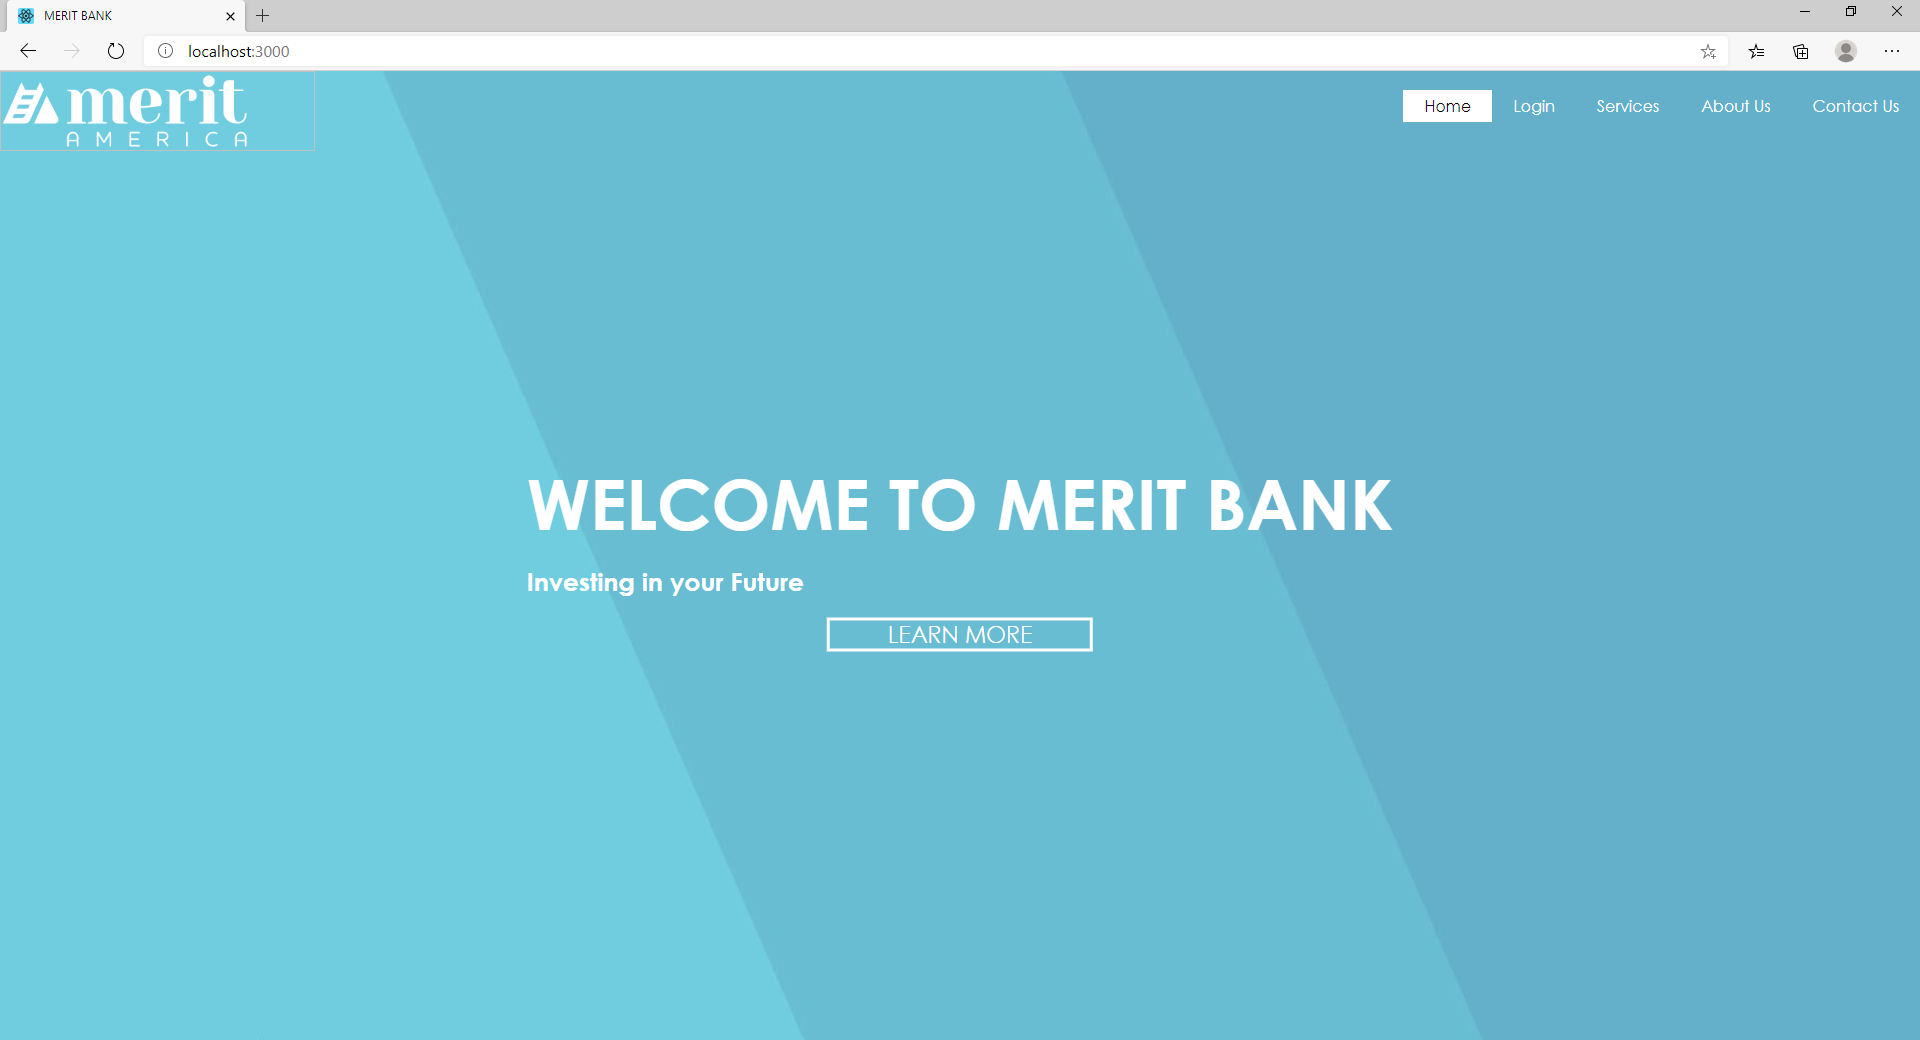 MERIT BANK
localhost:3000
merit
AMERICA
Home Login Services About Us Contact Us
WELCOME TO MERIT BANK
Investing in your Future
LEARN MORE